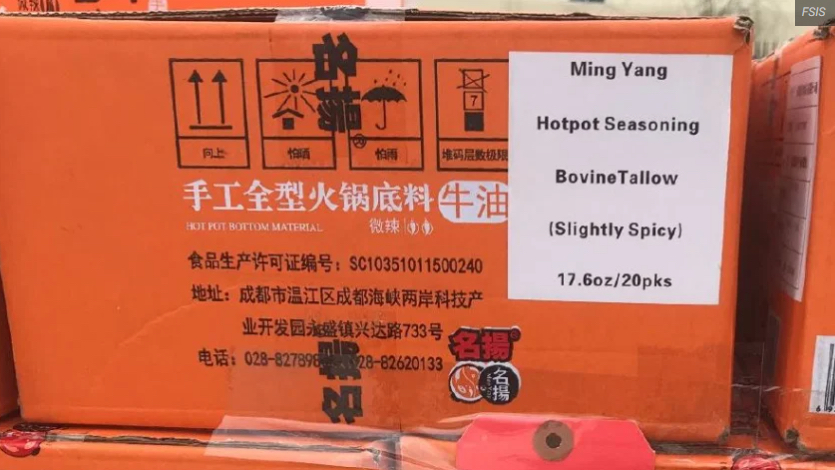 FSIS
名揚
7
向上
怕晒
怕雨
堆码层数极限
手工全型火锅底料 牛油
HOT POT BOTTOM MATERIAL
微辣
食品生产许可证编号：SC10351011500240
地址：成都市温江区成都海峡两岸科技产
业开发园永盛镇兴达路733号
电话：028-82620133
名揚
名揚
名揚
Ming Yang
Hotpot Seasoning
BovineTallow
(Slightly Spicy)
17.6oz/20pks